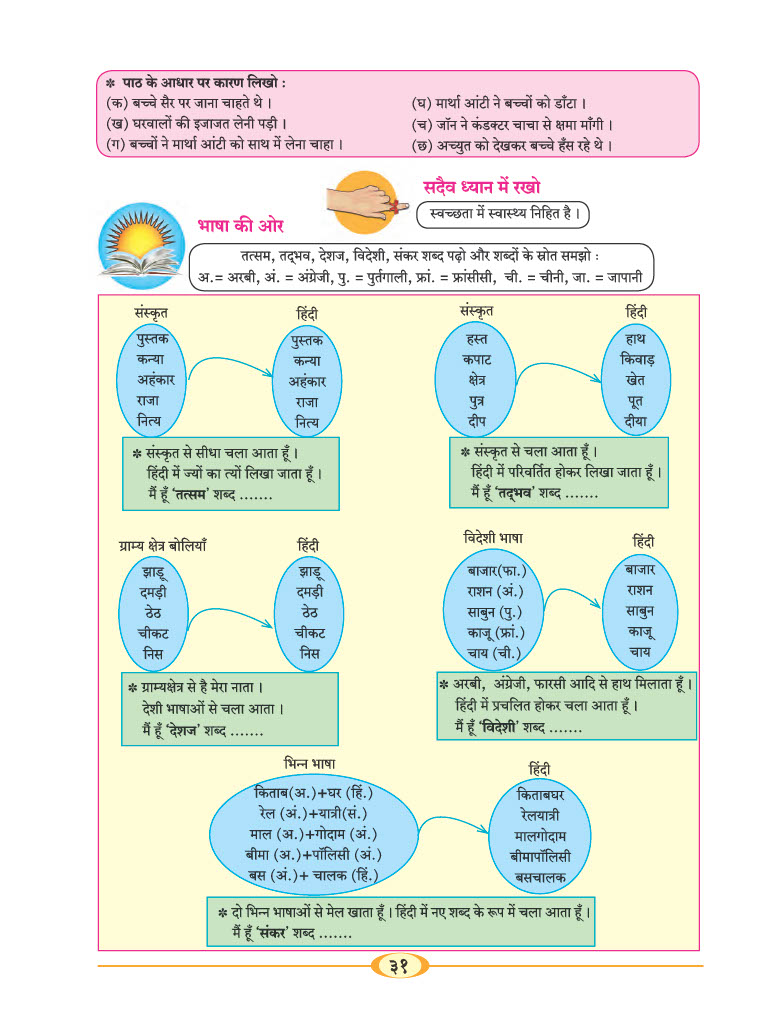 ✽ पाठ के आधार पर कारण लिखो :
(क) बच्चे सैर पर जाना चाहते थे ।
(ख) घरवालों की इजाजत लेनी पड़ी ।
(ग) बच्चों ने मार्था आंटी को साथ में लेना चाहा ।
(घ) मार्था आंटी ने बच्चों को डाँटा ।
(च) जॉन ने कंडक्टर चाचा से क्षमा माँगी ।
(छ) अच्युत को देखकर बच्चे हँस रहे थे ।
सदैव ध्यान में रखो
स्वच्छता में स्वास्थ्य निहित है ।
भाषा की ओर
तत्सम, तद्भव, देशज, विदेशी, संकर शब्द पढ़ो और शब्दों के स्रोत समझो :
अ.= अरबी, अं. = अंग्रेजी, पु. = पुर्तगाली, फ्रां. = फ्रांसीसी, ची. = चीनी, जा. = जापानी
संस्कृत
पुस्तक
कन्या
अहंकार
राजा
नित्य
हिंदी
पुस्तक
कन्या
अहंकार
राजा
नित्य
✽ संस्कृत से सीधा चला आता हूँ ।
हिंदी में ज्यों का त्यों लिखा जाता हूँ ।
मैं हूँ ‘तत्सम’ शब्द .......
संस्कृत
हस्त
कपाट
क्षेत्र
पुत्र
दीप
हिंदी
हाथ
किवाड़
खेत
पूत
दीया
✽ संस्कृत से चला आता हूँ ।
हिंदी में परिवर्तित होकर लिखा जाता हूँ ।
मैं हूँ ‘तद्भव’ शब्द .......
ग्राम्य क्षेत्र बोलियाँ
झाड़ू
दमड़ी
ठेठ
चीकट
निस
हिंदी
झाड़ू
दमड़ी
ठेठ
चीकट
निस
✽ ग्राम्यक्षेत्र से है मेरा नाता ।
देशी भाषाओं से चला आता ।
मैं हूँ ‘देशज’ शब्द .......
विदेशी भाषा
बाजार(फा.)
राशन (अं.)
साबुन (पु.)
काजू (फ्रां.)
चाय (ची.)
हिंदी
बाजार
राशन
साबुन
काजू
चाय
✽ अरबी, अंग्रेजी, फारसी आदि से हाथ मिलाता हूँ ।
हिंदी में प्रचलित होकर चला आता हूँ ।
मैं हूँ ‘विदेशी’ शब्द .......
भिन्न भाषा
किताब(अ.)+घर (हिं.)
रेल (अं.)+यात्री(सं.)
माल (अ.)+गोदाम (अं.)
बीमा (अ.)+पॉलिसी (अं.)
बस (अं.)+ चालक (हिं.)
हिंदी
किताबघर
रेलयात्री
मालगोदाम
बीमापॉलिसी
बसचालक
✽ दो भिन्न भाषाओं से मेल खाता हूँ । हिंदी में नए शब्द के रूप में चला आता हूँ ।
मैं हूँ ‘संकर’ शब्द .......
३१